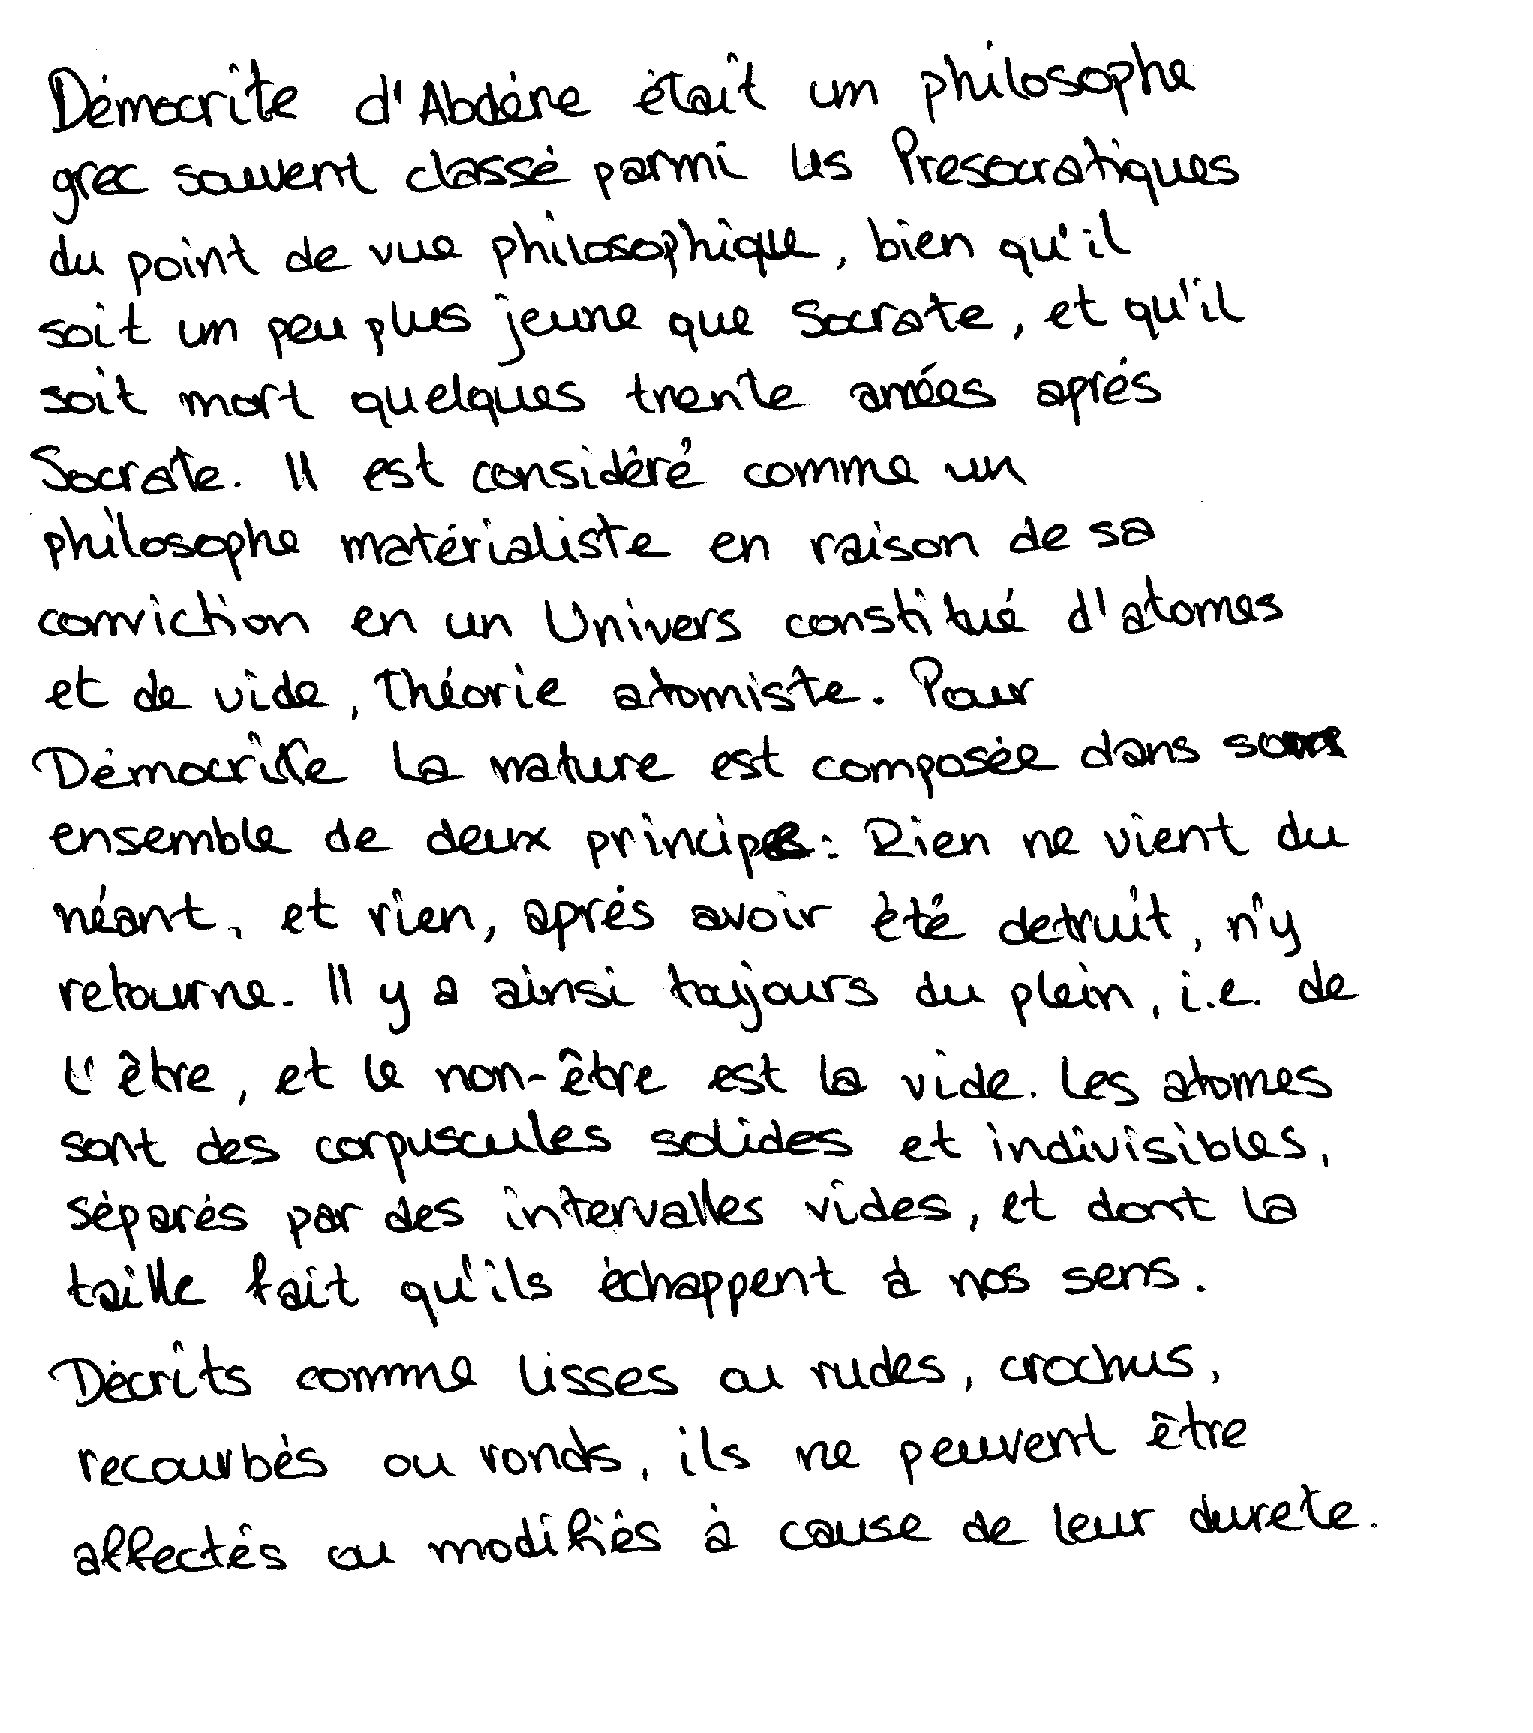 Démocrite d'Abdère était un philosophe
grec souvent classé parmi les Presocratiques
du point de vue philosophique, bien qu'il
soit un peu plus jeune que Socrate, et qu'il
soit mort quelques trente années après
Socrate. Il est considéré comme un
philosophe matérialiste en raison de sa
conviction en un Univers constitué d'atomes
et de vide, théorie atomiste. Pour
Démocrite la nature est composée dans son
ensemble de deux principes: Rien ne vient du
néant, et rien, après avoir été detruit, n'y
retourne. Il y a ainsi toujours du plein, i.e. de
l'être, et le non-être est la vide. Les atomes
sont des corpuscules solides et indivisibles,
séparés par des intervalles vides, et dont la
taille fait qu'ils échappent à nos sens.
Décrits comme lisses ou rudes, crochus,
recourbés ou ronds, ils ne peuvent être
affectés ou modifiés à cause de leur durete.